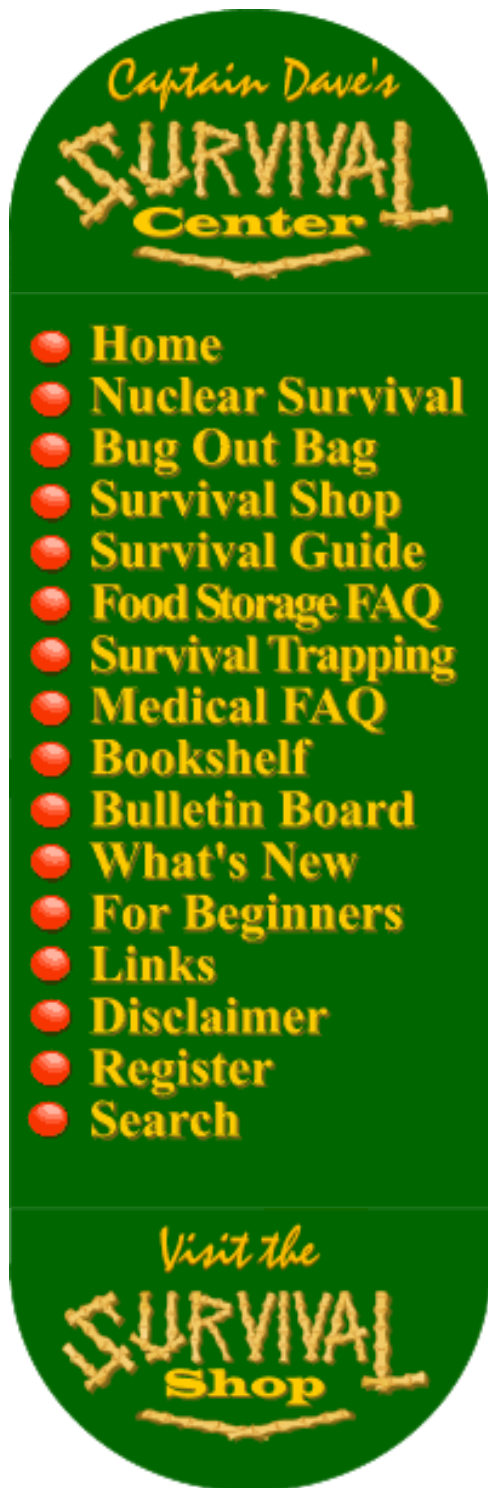 Captain Dave's
SURVIVAL
Center
Home
Nuclear Survival
Bug Out Bag
Survival Shop
Survival Guide
Food Storage FAQ
Survival Trapping
Medical FAQ
Bookshelf
Bulletin Board
What's New
For Beginners
Links
Disclaimer
Register
Search
Visit the
SURVIVAL
Shop